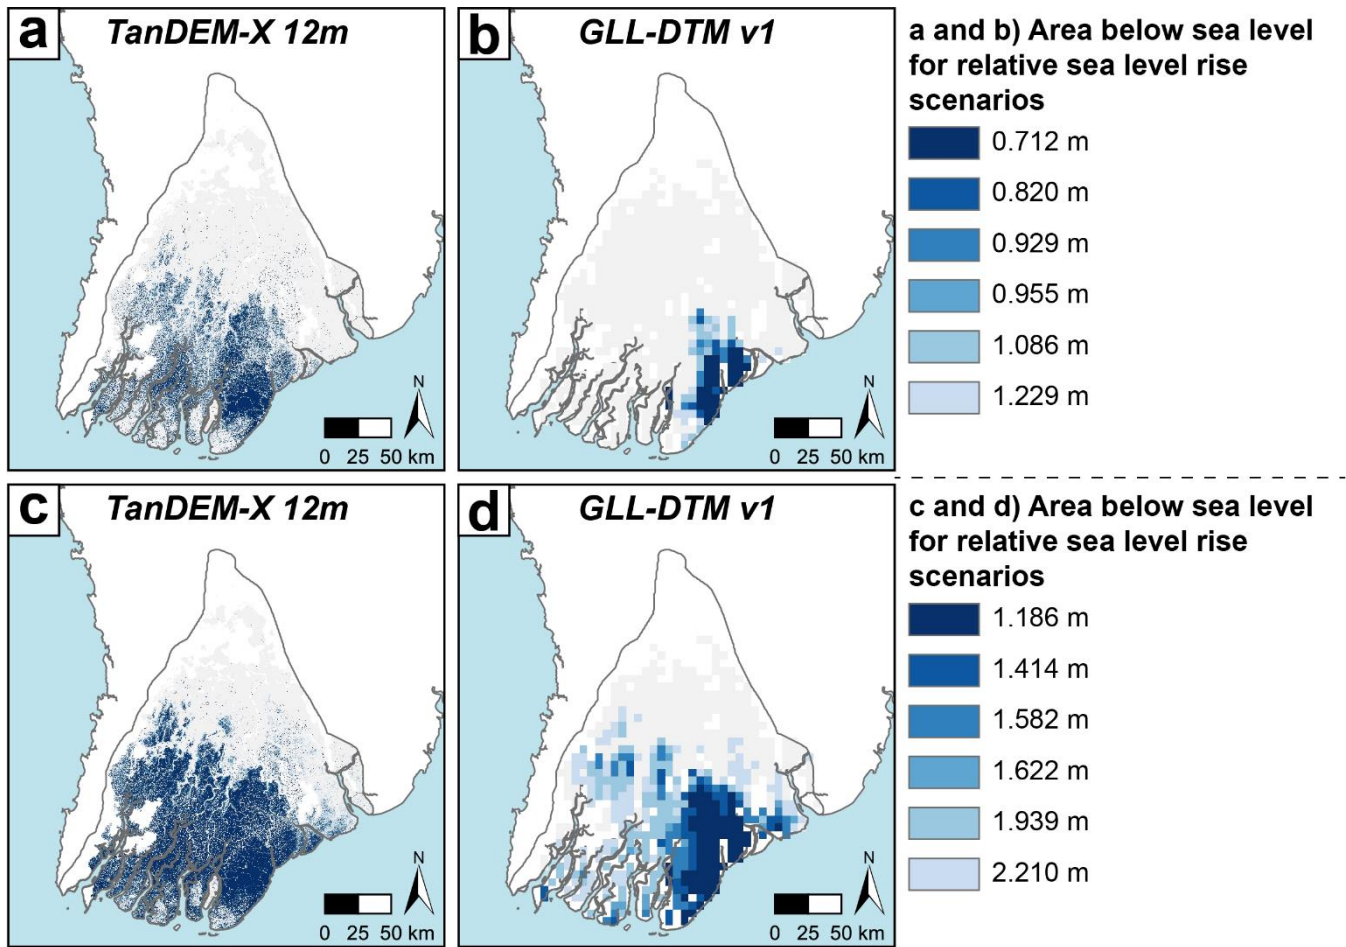 a TanDEM-X 12m
N
0 25 50 km
b GLL-DTM v1
N
0 25 50 km
a and b) Area below sea level
for relative sea level rise
scenarios
0.712 m
0.820 m
0.929 m
0.955 m
1.086 m
1.229 m
c TanDEM-X 12m
N
0 25 50 km
d GLL-DTM v1
N
0 25 50 km
c and d) Area below sea level
for relative sea level rise
scenarios
1.186 m
1.414 m
1.582 m
1.622 m
1.939 m
2.210 m